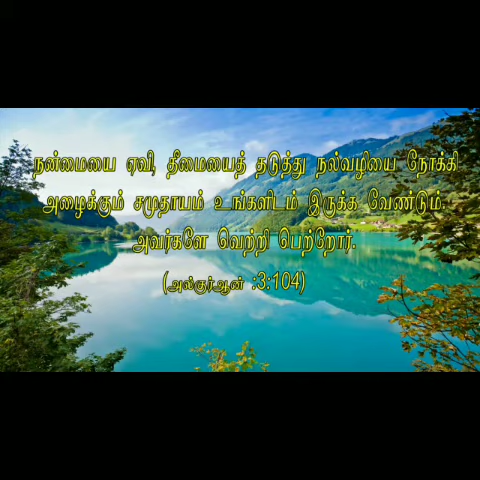 நன்மையை ஏவி, தீமையைத் தடுத்து நல்வழியை நோக்கி
அழைக்கும் சமுதாயம் உங்களிடம் இருக்க வேண்டும்.
அவர்களே வெற்றி பெற்றோர்.
(அல்குர்ஆன் :3:104)